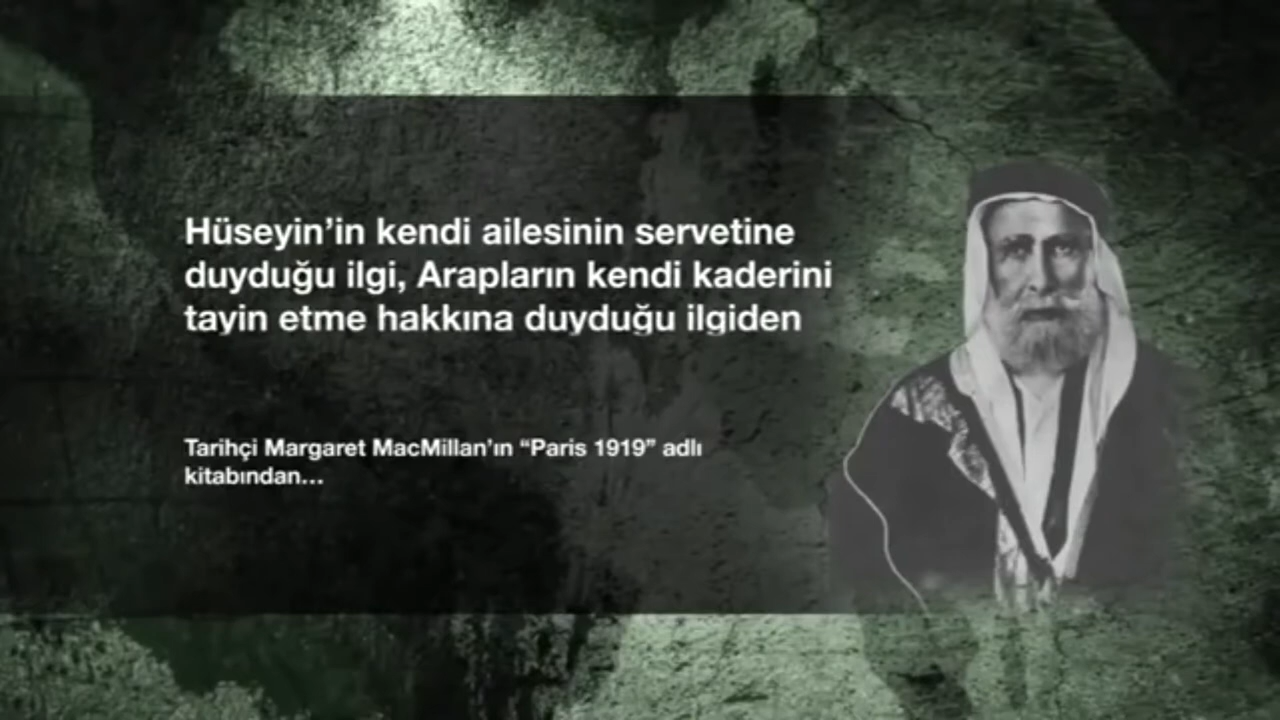 Hüseyin’in kendi ailesinin servetine
duyduğu ilgi, Arapların kendi kaderini
tayin etme hakkına duyduğu ilgiden
Tarihçi Margaret MacMillan’ın “Paris 1919” adlı
kitabından...